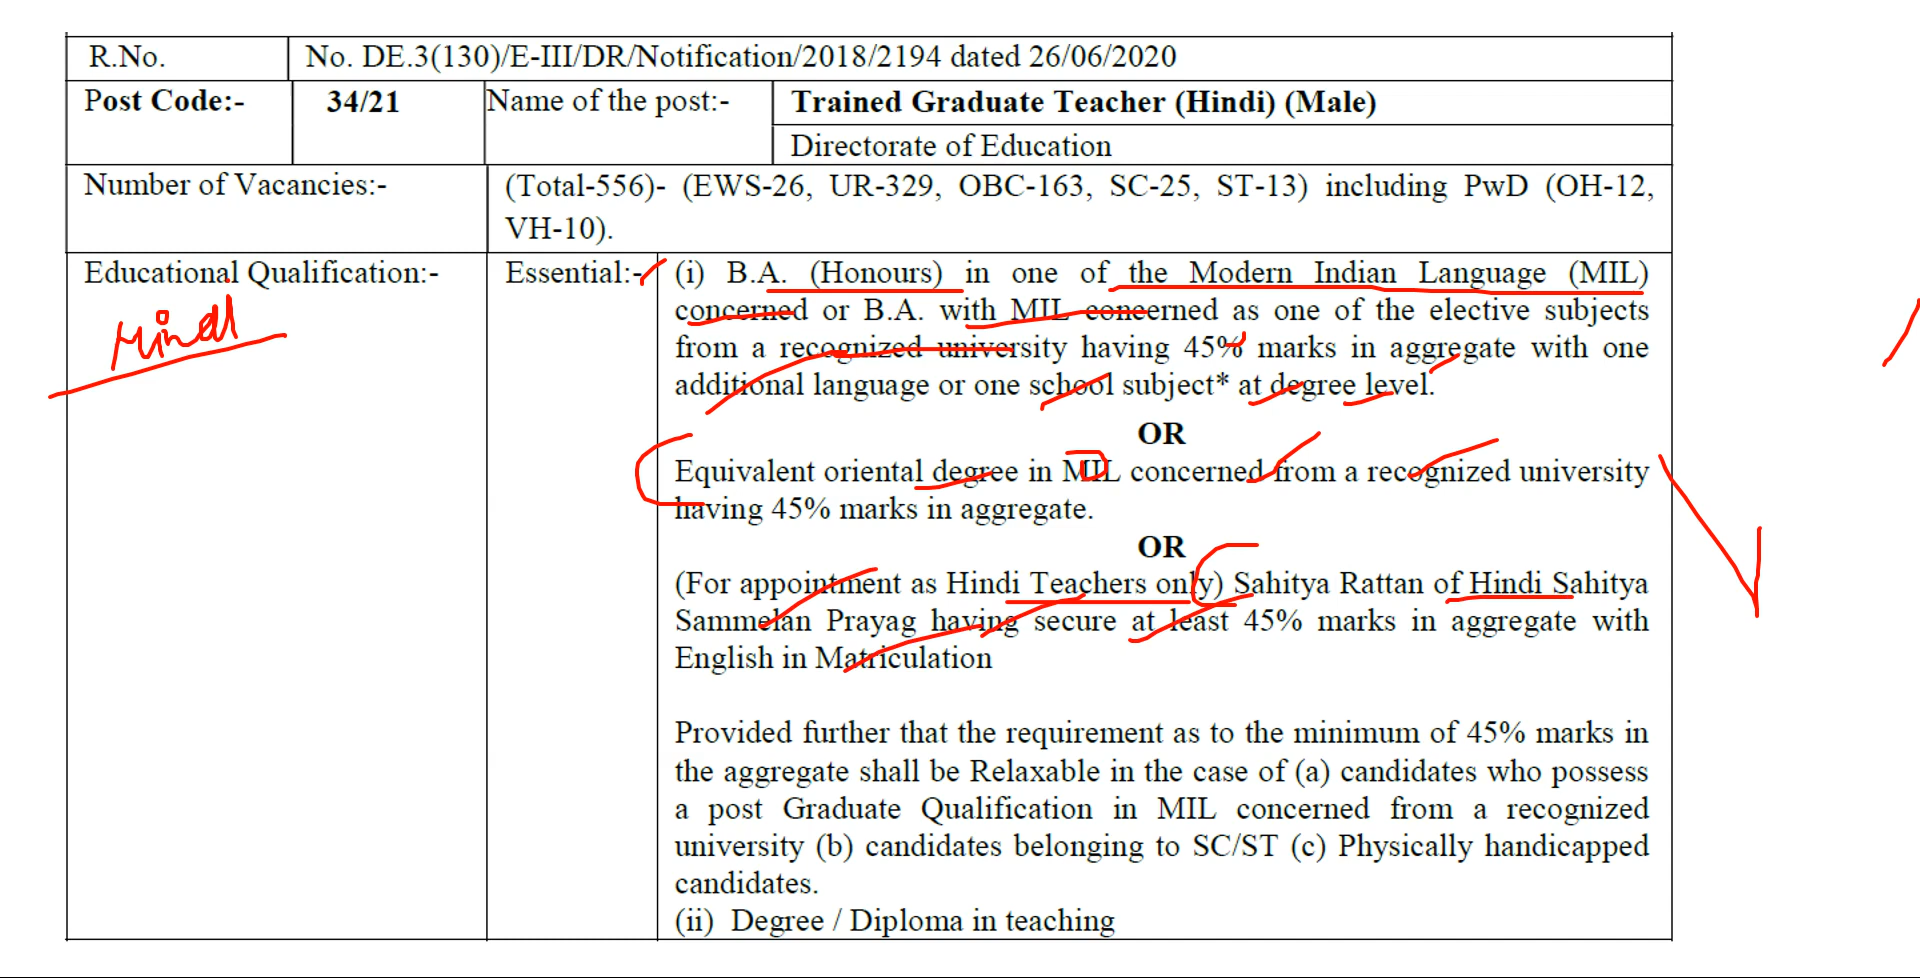 R.No. No. DE.3(130)/E-III/DR/Notification/2018/2194 dated 26/06/2020
Post Code:- 34/21 Name of the post:- Trained Graduate Teacher (Hindi) (Male)
Directorate of Education
Number of Vacancies:- (Total-556)- (EWS-26, UR-329, OBC-163, SC-25, ST-13) including PwD (OH-12,
VH-10).
Educational Qualification:- Essential:- (i) B.A. (Honours) in one of the Modern Indian Language (MIL)
Hindi
concerned or B.A. with MIL concerned as one of the elective subjects
from a recognized university having 45% marks in aggregate with one
additional language or one school subject* at degree level.
OR
Equivalent oriental degree in MIL concerned from a recognized university
having 45% marks in aggregate.
OR
(For appointment as Hindi Teachers only) Sahitya Rattan of Hindi Sahitya
Sammelan Prayag having secure at least 45% marks in aggregate with
English in Matriculation
Provided further that the requirement as to the minimum of 45% marks in
the aggregate shall be Relaxable in the case of (a) candidates who possess
a post Graduate Qualification in MIL concerned from a recognized
university (b) candidates belonging to SC/ST (c) Physically handicapped
candidates.
(ii) Degree / Diploma in teaching